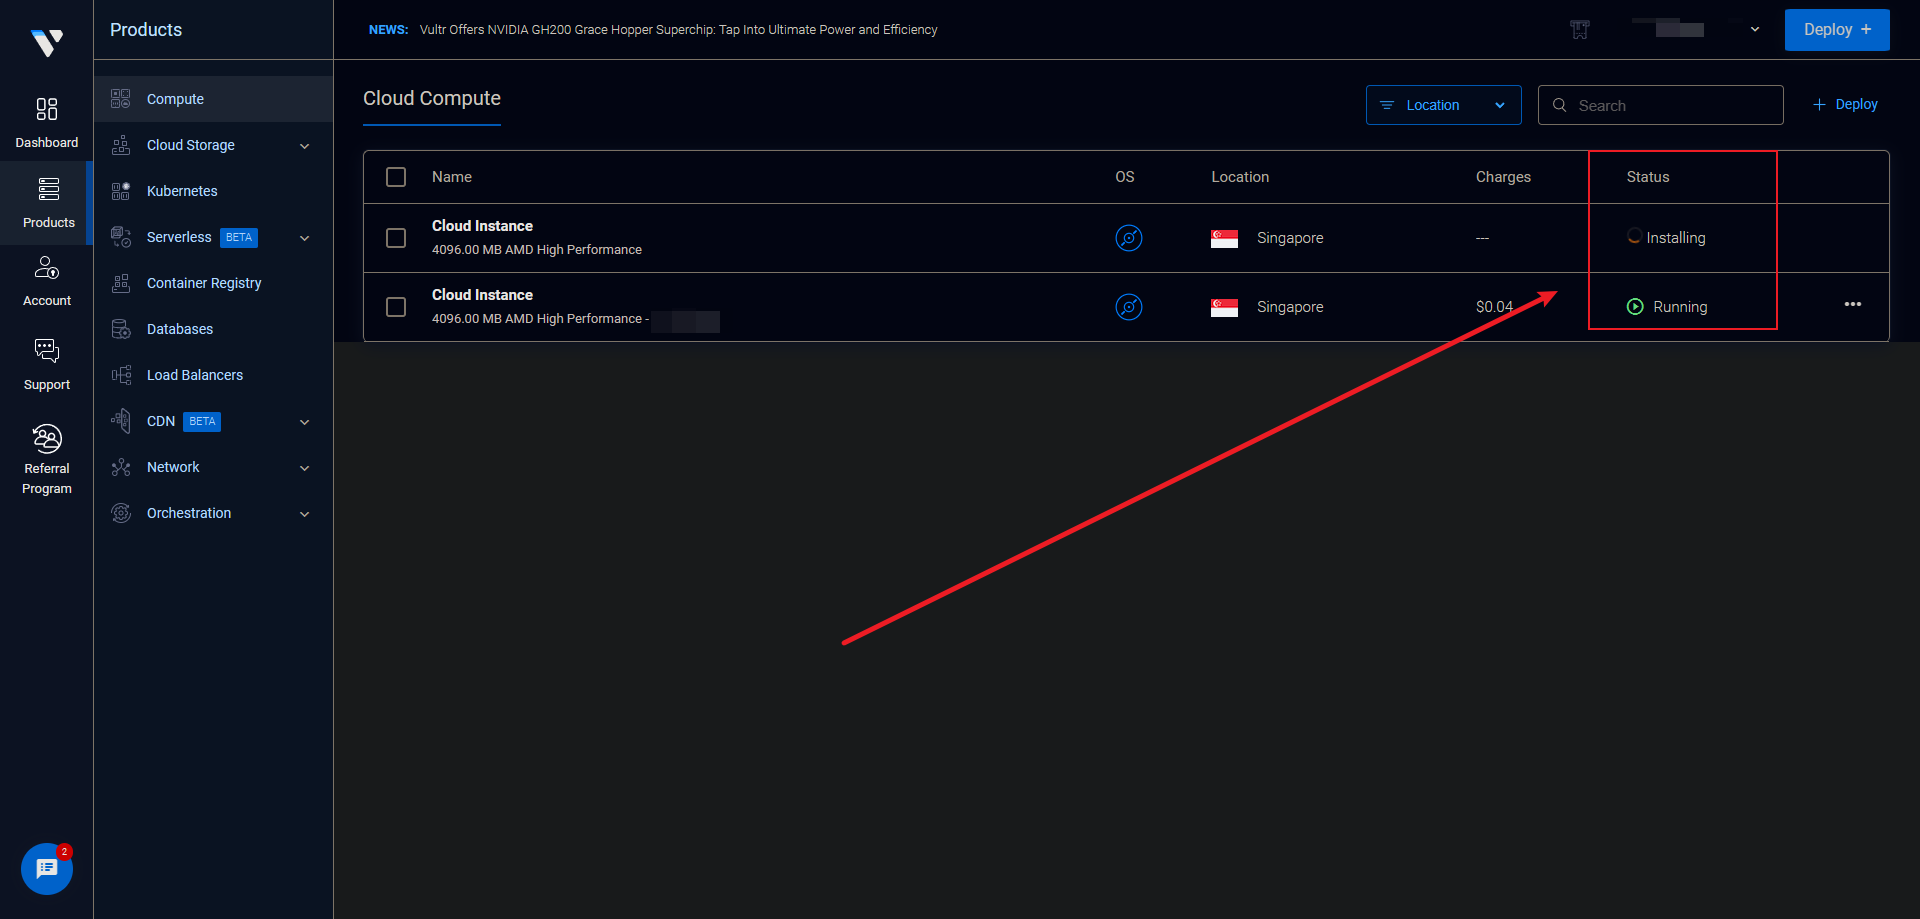 Dashboard
Products
Account
Support
Referral
Program
2
Products
Compute
Cloud Storage
Kubernetes
Serverless BETA
Container Registry
Databases
Load Balancers
CDN BETA
Network
Orchestration
NEWS: Vultr Offers NVIDIA GH200 Grace Hopper Superchip: Tap Into Ultimate Power and Efficiency
Deploy +
Cloud Compute
Location
Search
+ Deploy
Name OS Location Charges Status
Cloud Instance
4096.00 MB AMD High Performance
Singapore --- Installing
Cloud Instance
4096.00 MB AMD High Performance -
Singapore $0.04 Running